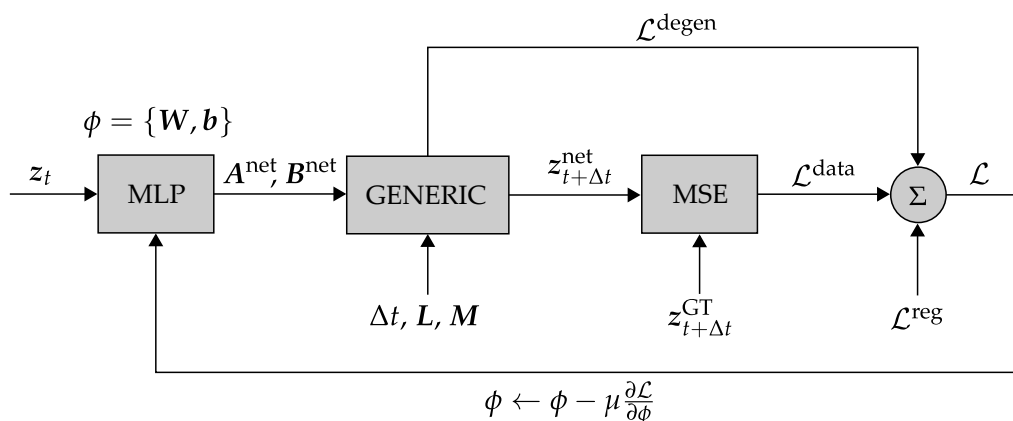 ℒ^degen
ϕ = {W, b}
z_t
MLP
A^net, B^net
GENERIC
z^net_{t+Δt}
MSE
ℒ^data
Σ
ℒ
Δt, L, M
z^GT_{t+Δt}
ℒ^reg
ϕ ← ϕ − μ ∂ℒ/∂ϕ